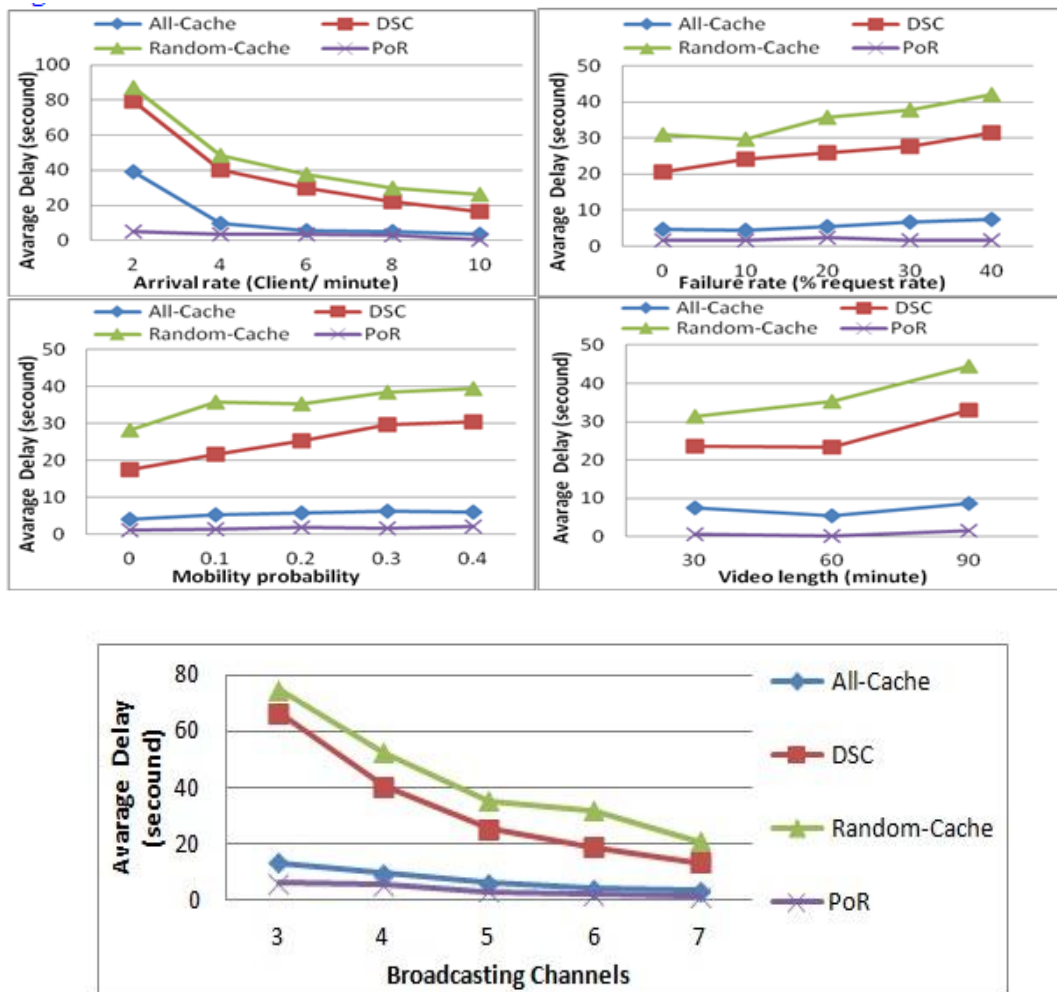 All-Cache DSC
Random-Cache PoR
100
80
60
40
20
0
Avarage Delay (secound)
2 4 6 8 10
Arrival rate (Client/ minute)
All-Cache DSC
Random-Cache PoR
50
40
30
20
10
0
Avarage Delay (secound)
0 10 20 30 40
Failure rate (% request rate)
All-Cache DSC
Random-Cache PoR
50
40
30
20
10
0
Avarage Delay (secound)
0 0.1 0.2 0.3 0.4
Mobility probability
All-Cache DSC
Random-Cache PoR
50
40
30
20
10
0
Avarage Delay (secound)
30 60 90
Video length (minute)
80
60
40
20
0
Avarage Delay
(secound)
3 4 5 6 7
Broadcasting Channels
All-Cache
DSC
Random-Cache
PoR